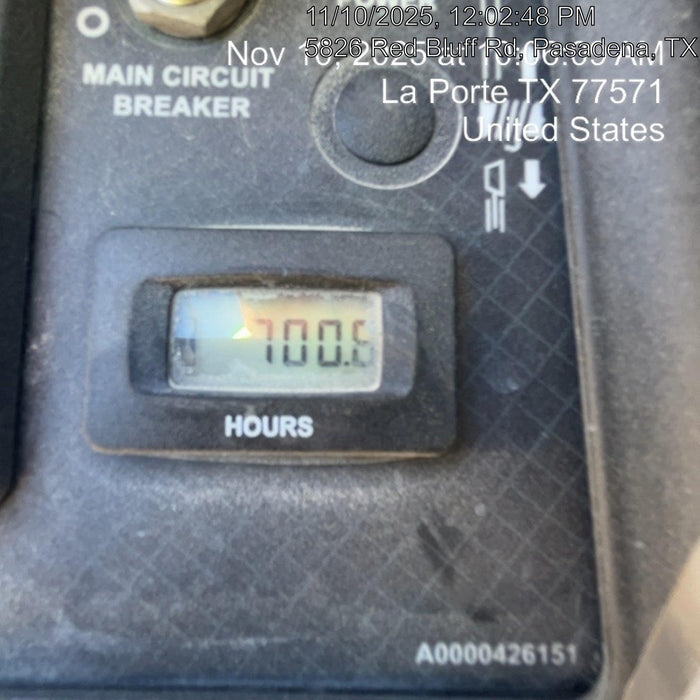 11/10/2025, 12:02:48 PM
5826 Red Bluff Rd, Pasadena, TX
Nov 2025 at AM
La Porte TX 77571
United States
O
MAIN CIRCUIT
BREAKER
700.
HOURS
A0000426151